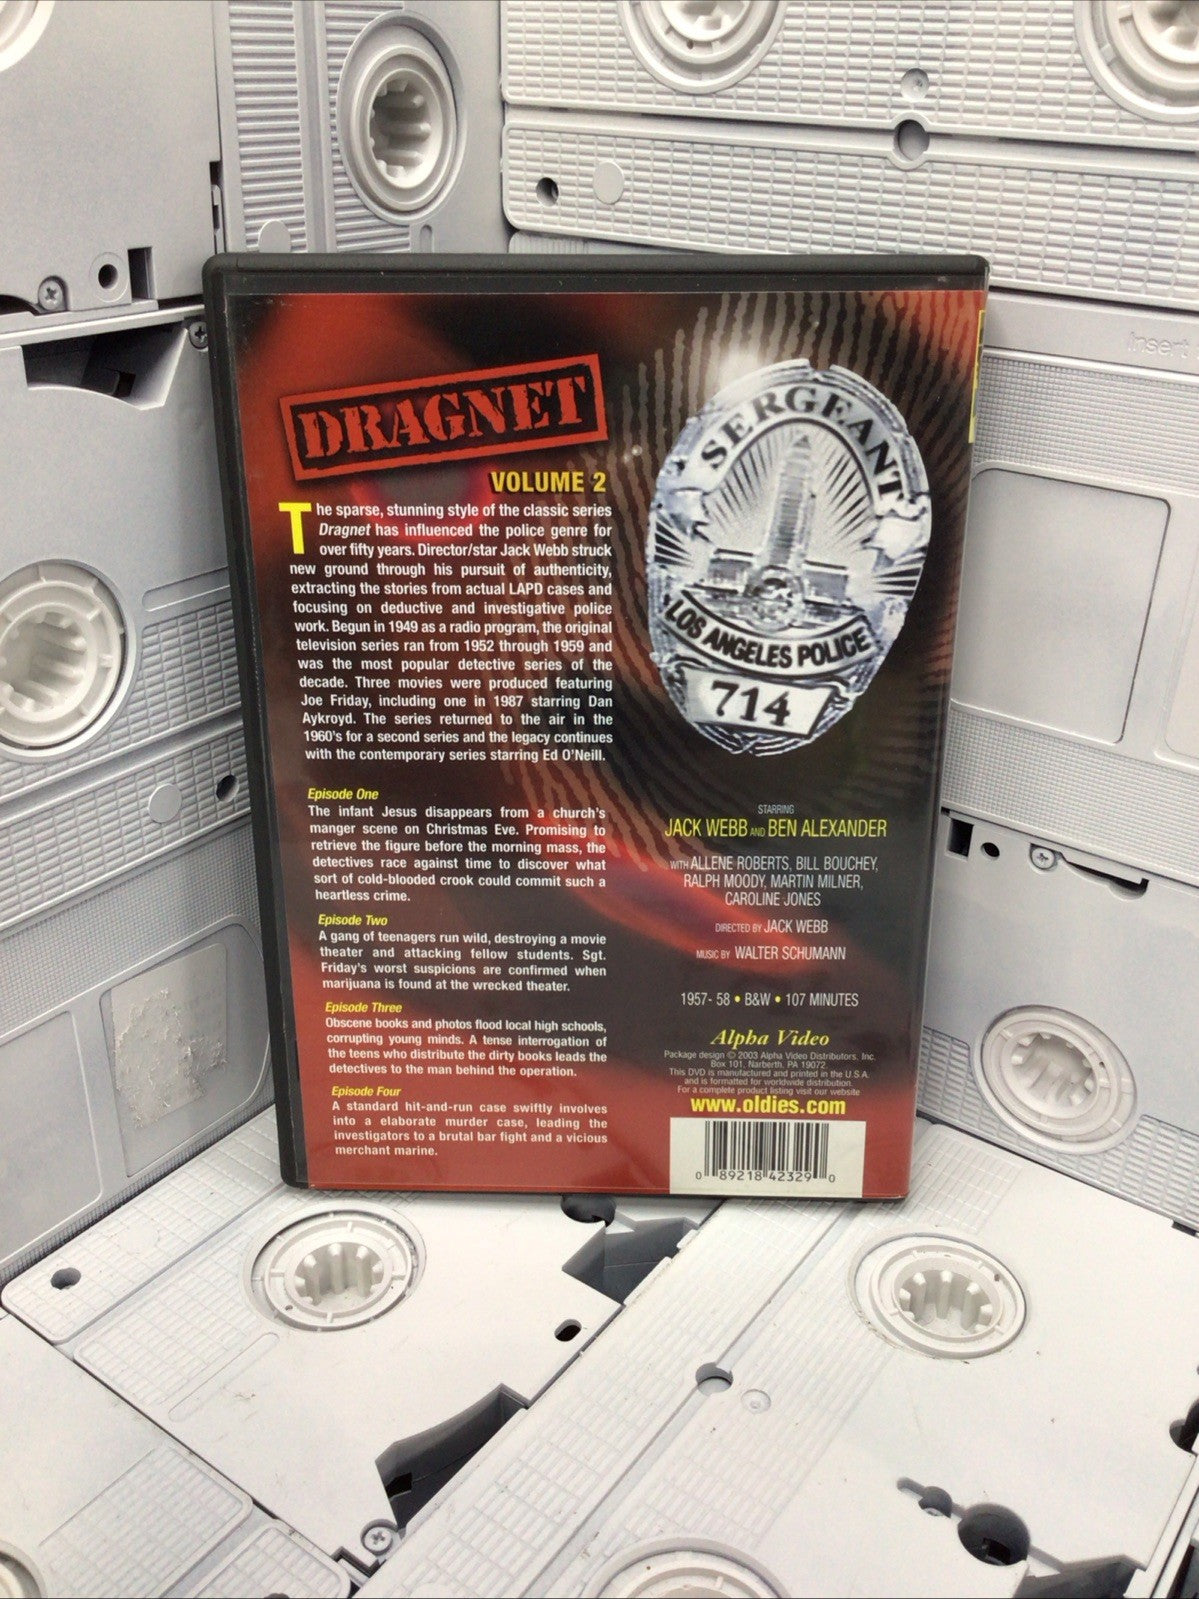 Insert
DRAGNET
VOLUME 2
The sparse, stunning style of the classic series
Dragnet has influenced the police genre for
over fifty years. Director/star Jack Webb struck
new ground through his pursuit of authenticity,
extracting the stories from actual LAPD cases and
focusing on deductive and investigative police
work. Begun in 1949 as a radio program, the original
television series ran from 1952 through 1959 and
was the most popular detective series of the
decade. Three movies were produced featuring
Joe Friday, including one in 1987 starring Dan
Aykroyd. The series returned to the air in the
1960's for a second series and the legacy continues
with the contemporary series starring Ed O'Neill.
Episode One
The infant Jesus disappears from a church's
manger scene on Christmas Eve. Promising to
retrieve the figure before the morning mass, the
detectives race against time to discover what
sort of cold-blooded crook could commit such a
heartless crime.
Episode Two
A gang of teenagers run wild, destroying a movie
theater and attacking fellow students. Sgt.
Friday's worst suspicions are confirmed when
marijuana is found at the wrecked theater.
Episode Three
Obscene books and photos flood local high schools,
corrupting young minds. A tense interrogation of
the teens who distribute the dirty books leads the
detectives to the man behind the operation.
Episode Four
A standard hit-and-run case swiftly involves
into a elaborate murder case, leading the
investigators to a brutal bar fight and a vicious
merchant marine.
SERGEANT
LOS ANGELES POLICE
714
STARRING
JACK WEBB AND BEN ALEXANDER
WITH ALLENE ROBERTS, BILL BOUCHEY,
RALPH MOODY, MARTIN MILNER,
CAROLINE JONES
DIRECTED BY JACK WEBB
MUSIC BY WALTER SCHUMANN
1957- 58 • B&W • 107 MINUTES
Alpha Video
Package design © 2003 Alpha Video Distributors, Inc.
Box 101, Narberth, PA 19072.
This DVD is manufactured and printed in the U.S.A.
and is formatted for worldwide distribution.
For a complete product listing visit our website
www.oldies.com
0 89218 42329 0